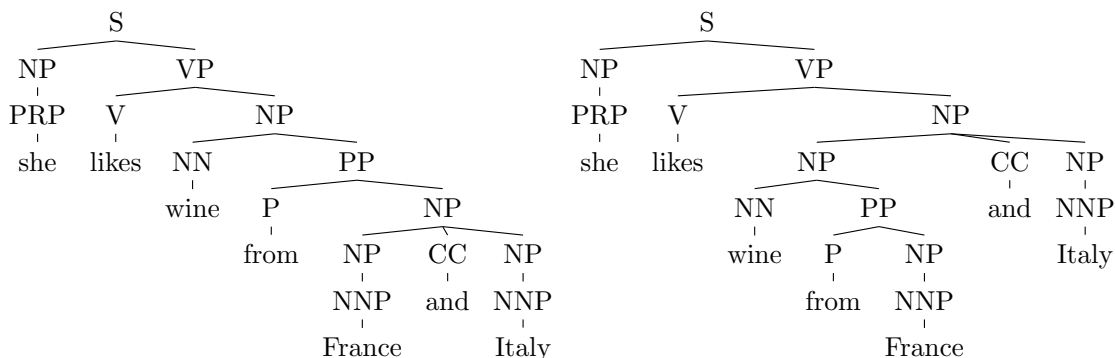 S S
NP VP NP VP
PRP V NP PRP V NP
she likes NN PP she likes NP CC NP
wine P NP NN PP and NNP
from NP CC NP wine P NP Italy
NNP and NNP from NNP
France Italy France